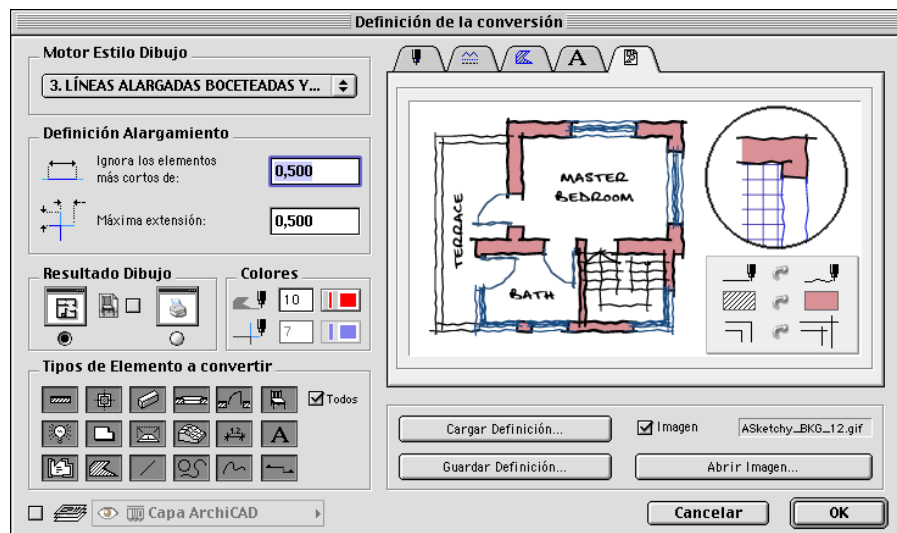 Definición de la conversión
Motor Estilo Dibujo
3. LÍNEAS ALARGADAS BOCETEADAS Y...
Definición Alargamiento
Ignora los elementos
más cortos de:
0,500
Máxima extensión:
0,500
Resultado Dibujo
Colores
10
7
Tipos de Elemento a convertir
Todos
1.2
A
Capa ArchiCAD
A
TERRACE
MASTER
BEDROOM
BATH
Cargar Definición...
Imagen
ASketchy_BKG_12.gif
Guardar Definición...
Abrir Imagen...
Cancelar
OK